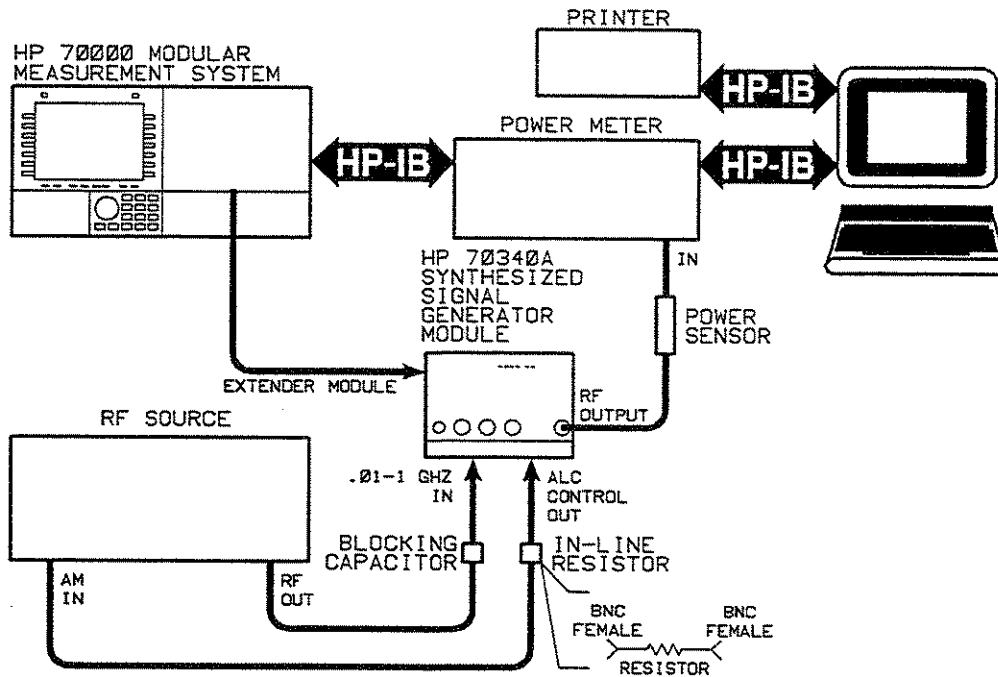 PRINTER
HP 70000 MODULAR
MEASUREMENT SYSTEM
HP-IB
POWER METER
HP-IB
HP-IB
HP 70340A
SYNTHESIZED
SIGNAL
GENERATOR
MODULE
IN
POWER
SENSOR
EXTENDER MODULE
RF
OUTPUT
RF SOURCE
.01-1 GHZ
IN
ALC
CONTROL
OUT
BLOCKING
CAPACITOR
IN-LINE
RESISTOR
AM
IN
RF
OUT
BNC
FEMALE
BNC
FEMALE
RESISTOR